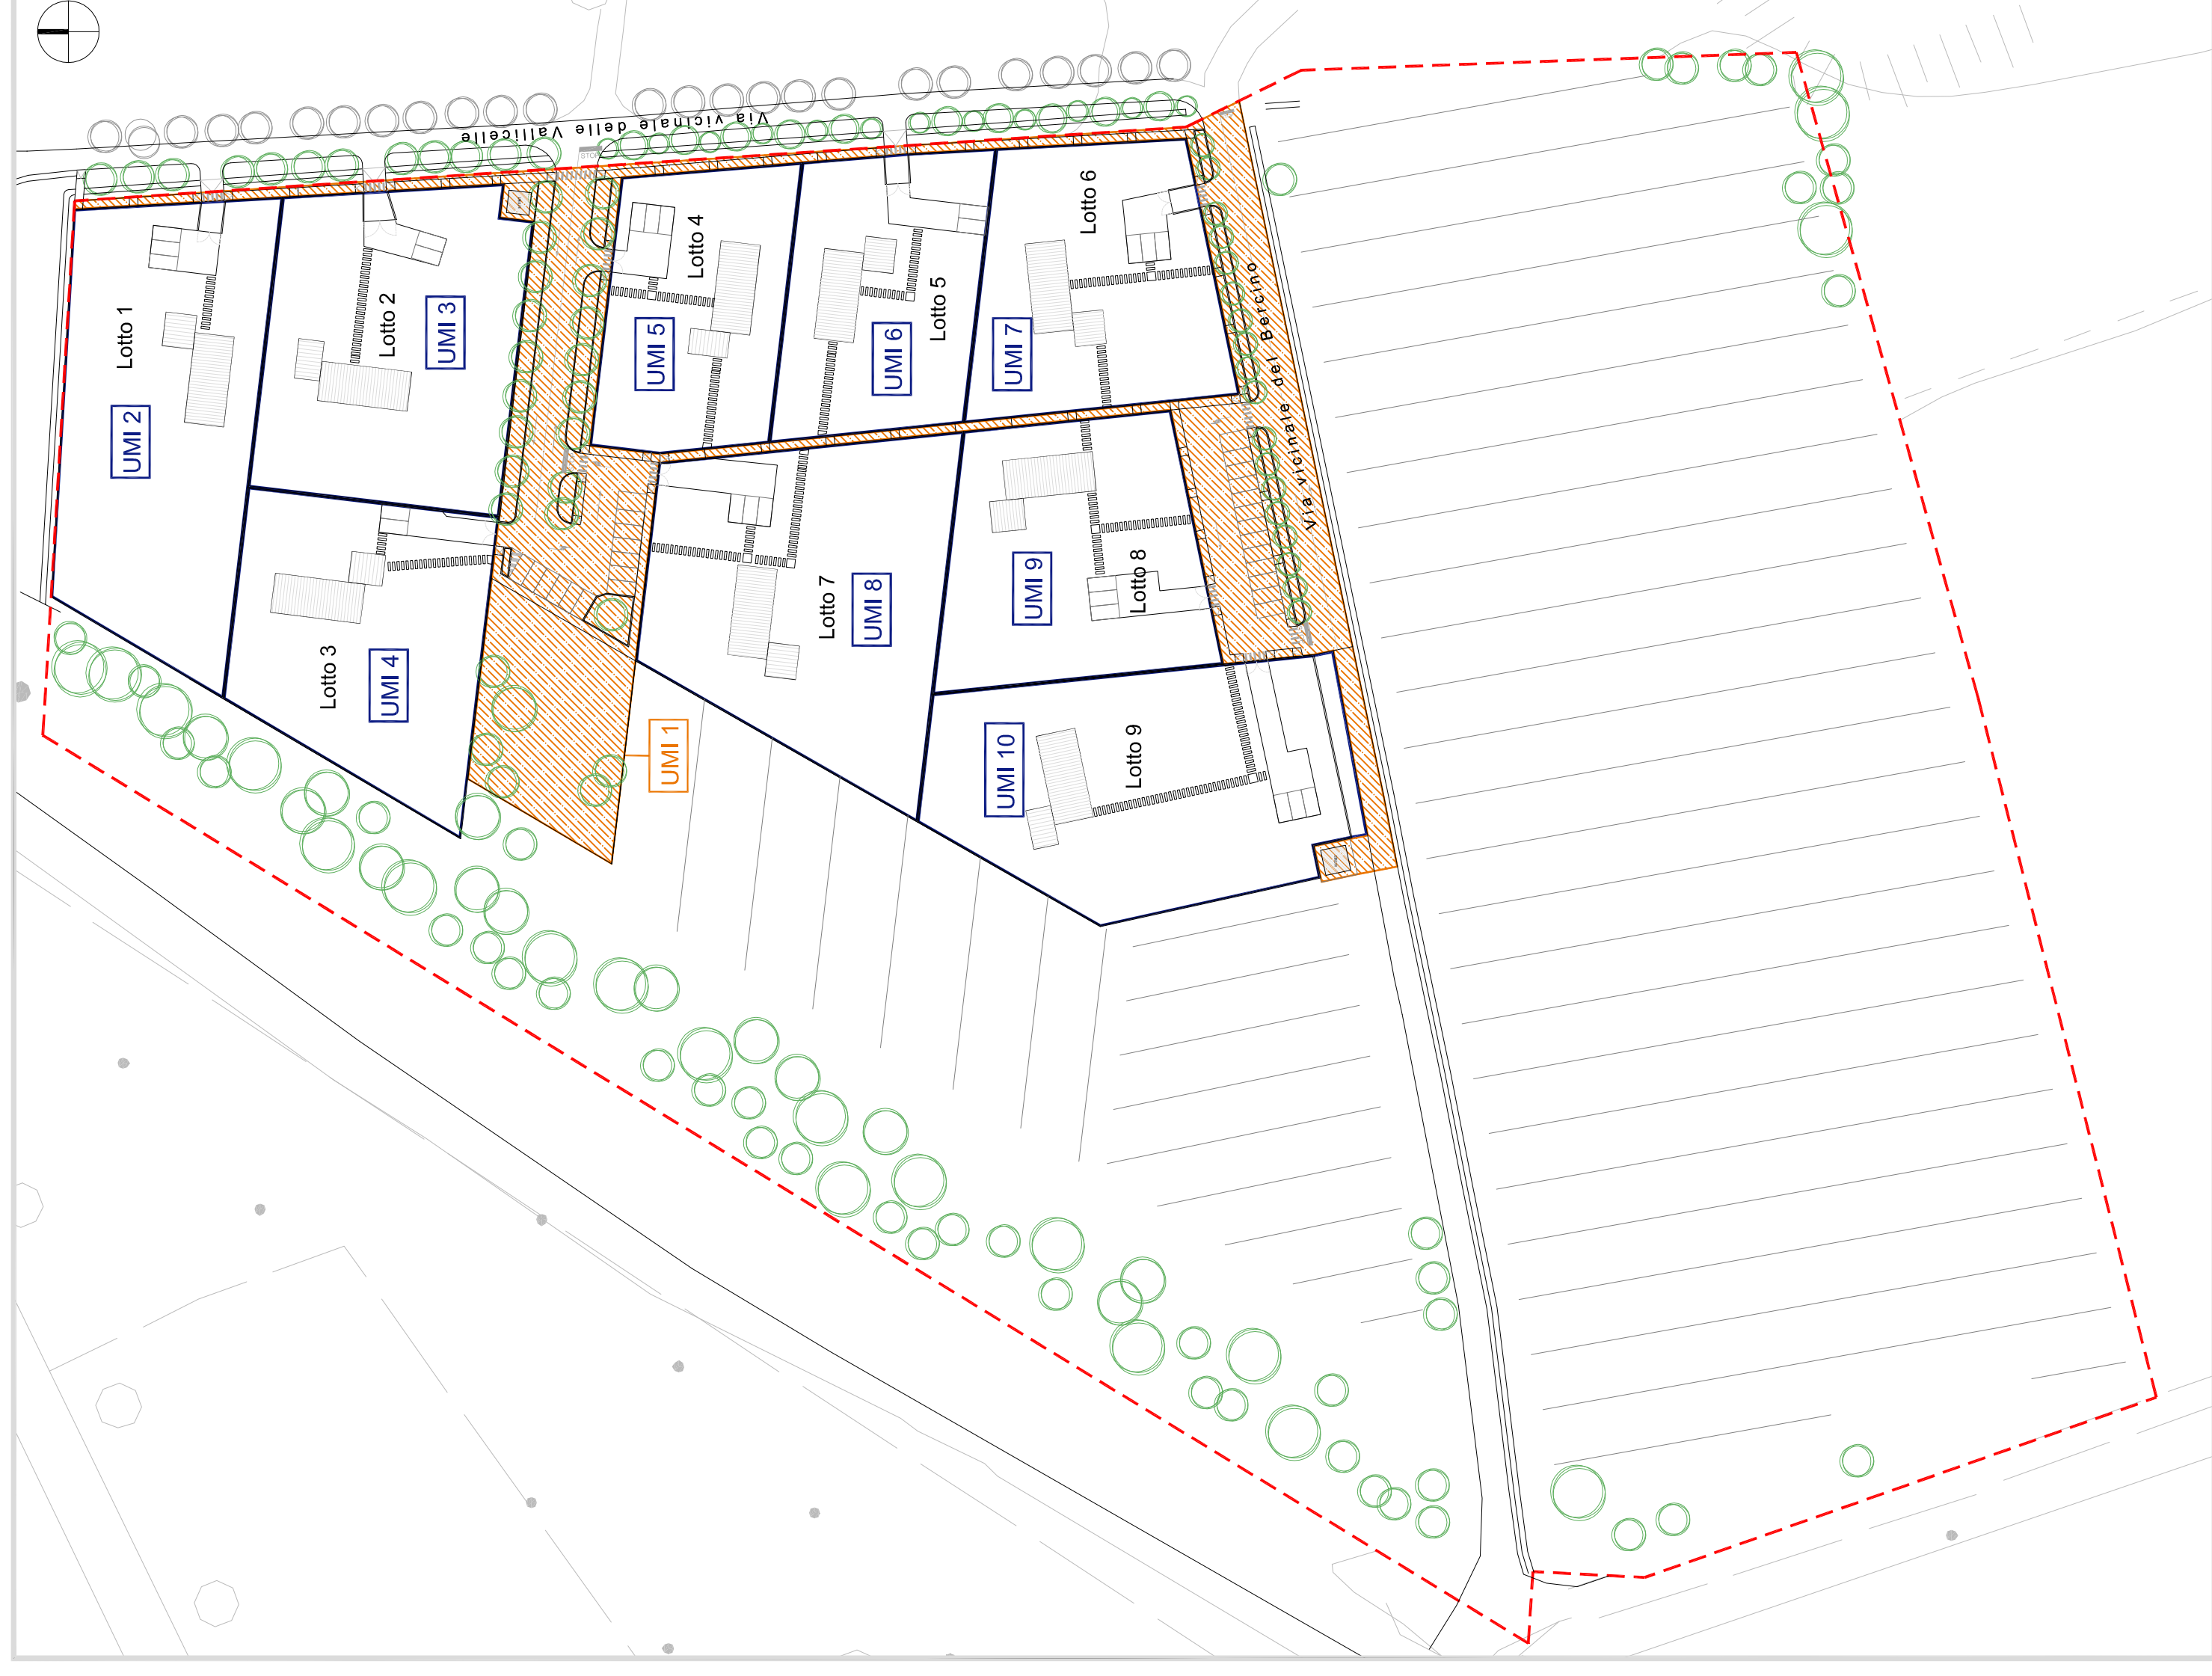 Via vicinale delle Vallicelle
STOP
Lotto 1
UMI 2
Lotto 2
UMI 3
Lotto 3
UMI 4
Lotto 4
UMI 5
Lotto 5
UMI 6
Lotto 6
UMI 7
Via vicinale del Bercino
Lotto 7
UMI 8
Lotto 8
UMI 9
Lotto 9
UMI 10
UMI 1